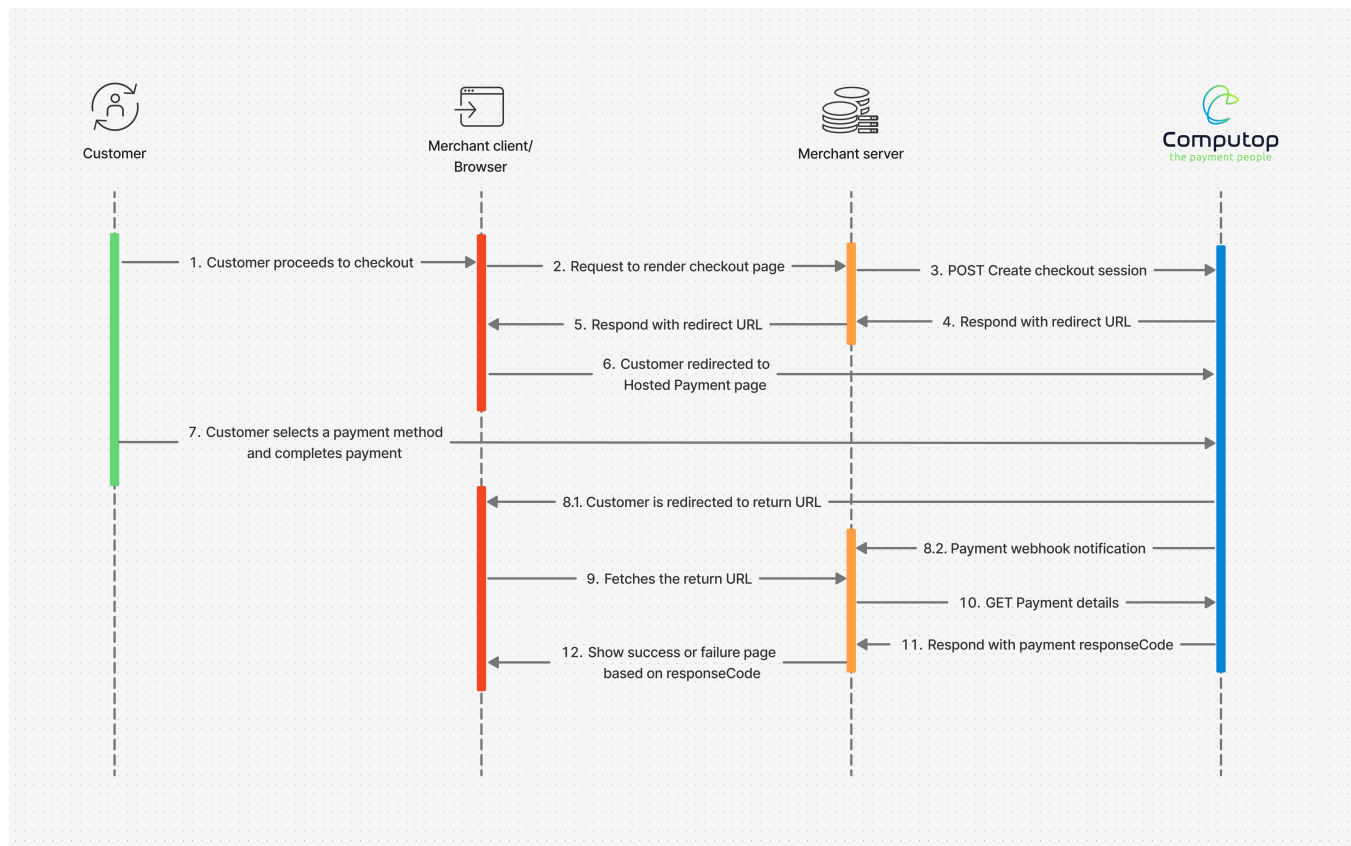 Customer
Merchant client/
Browser
Merchant server
Computop
the payment people
1. Customer proceeds to checkout
2. Request to render checkout page
3. POST Create checkout session
4. Respond with redirect URL
5. Respond with redirect URL
6. Customer redirected to
Hosted Payment page
7. Customer selects a payment method
and completes payment
8.1. Customer is redirected to return URL
8.2. Payment webhook notification
9. Fetches the return URL
10. GET Payment details
11. Respond with payment responseCode
12. Show success or failure page
based on responseCode